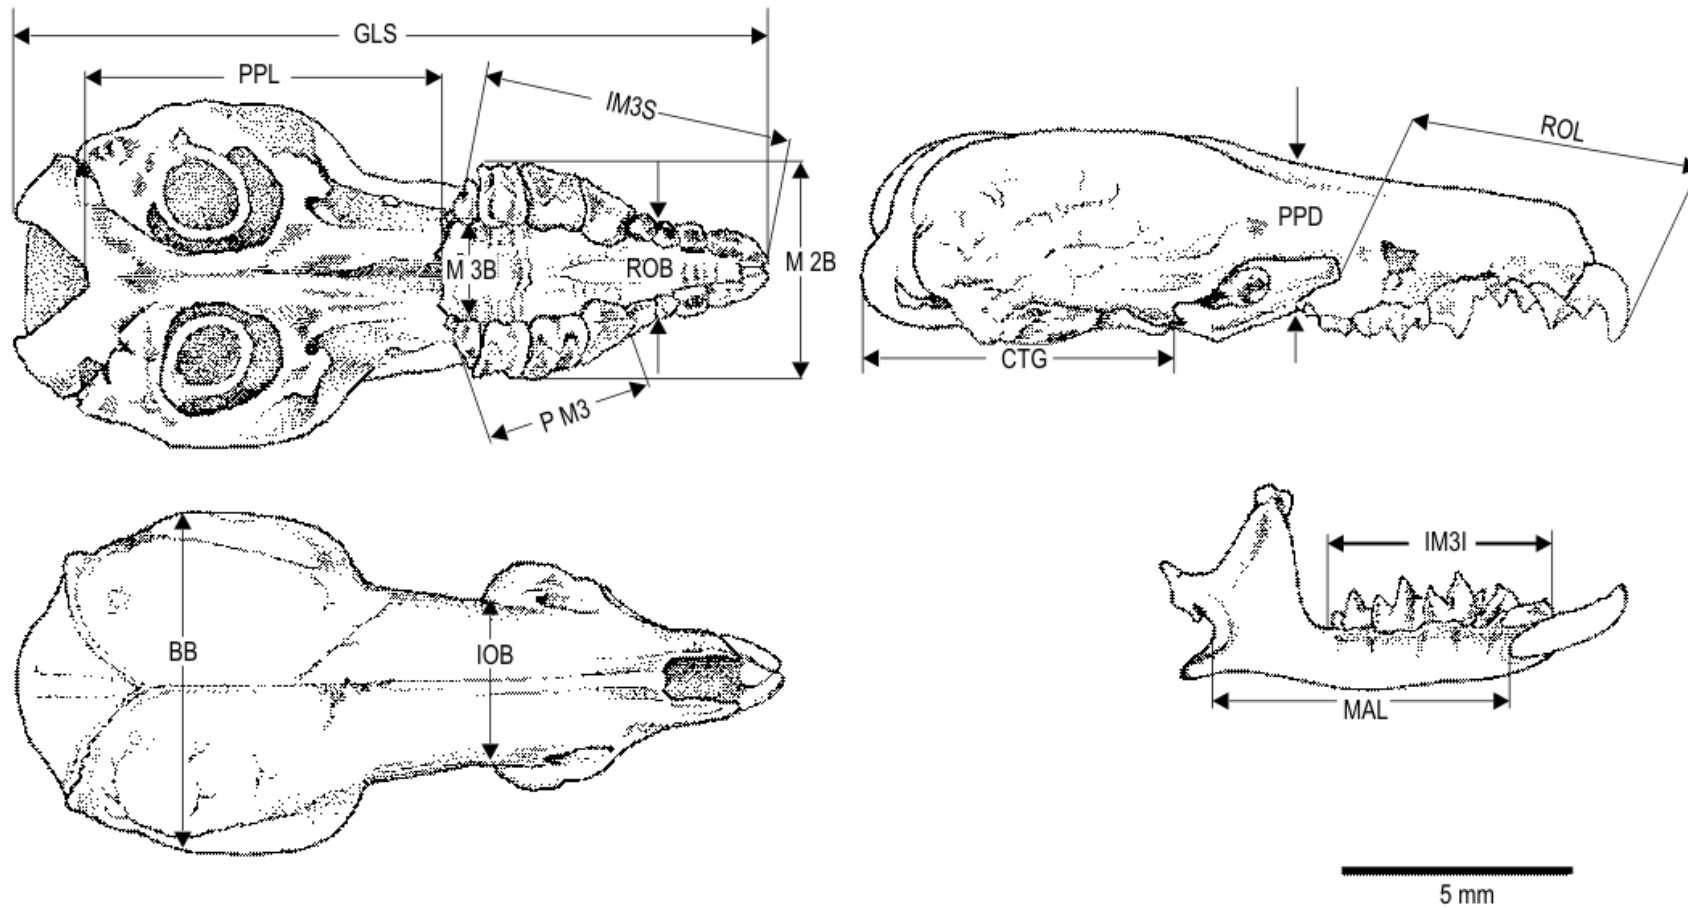 GLS
PPL
IM3S
M 3B
ROB
M 2B
P M3
ROL
PPD
CTG
BB
IOB
IM3I
MAL
5 mm